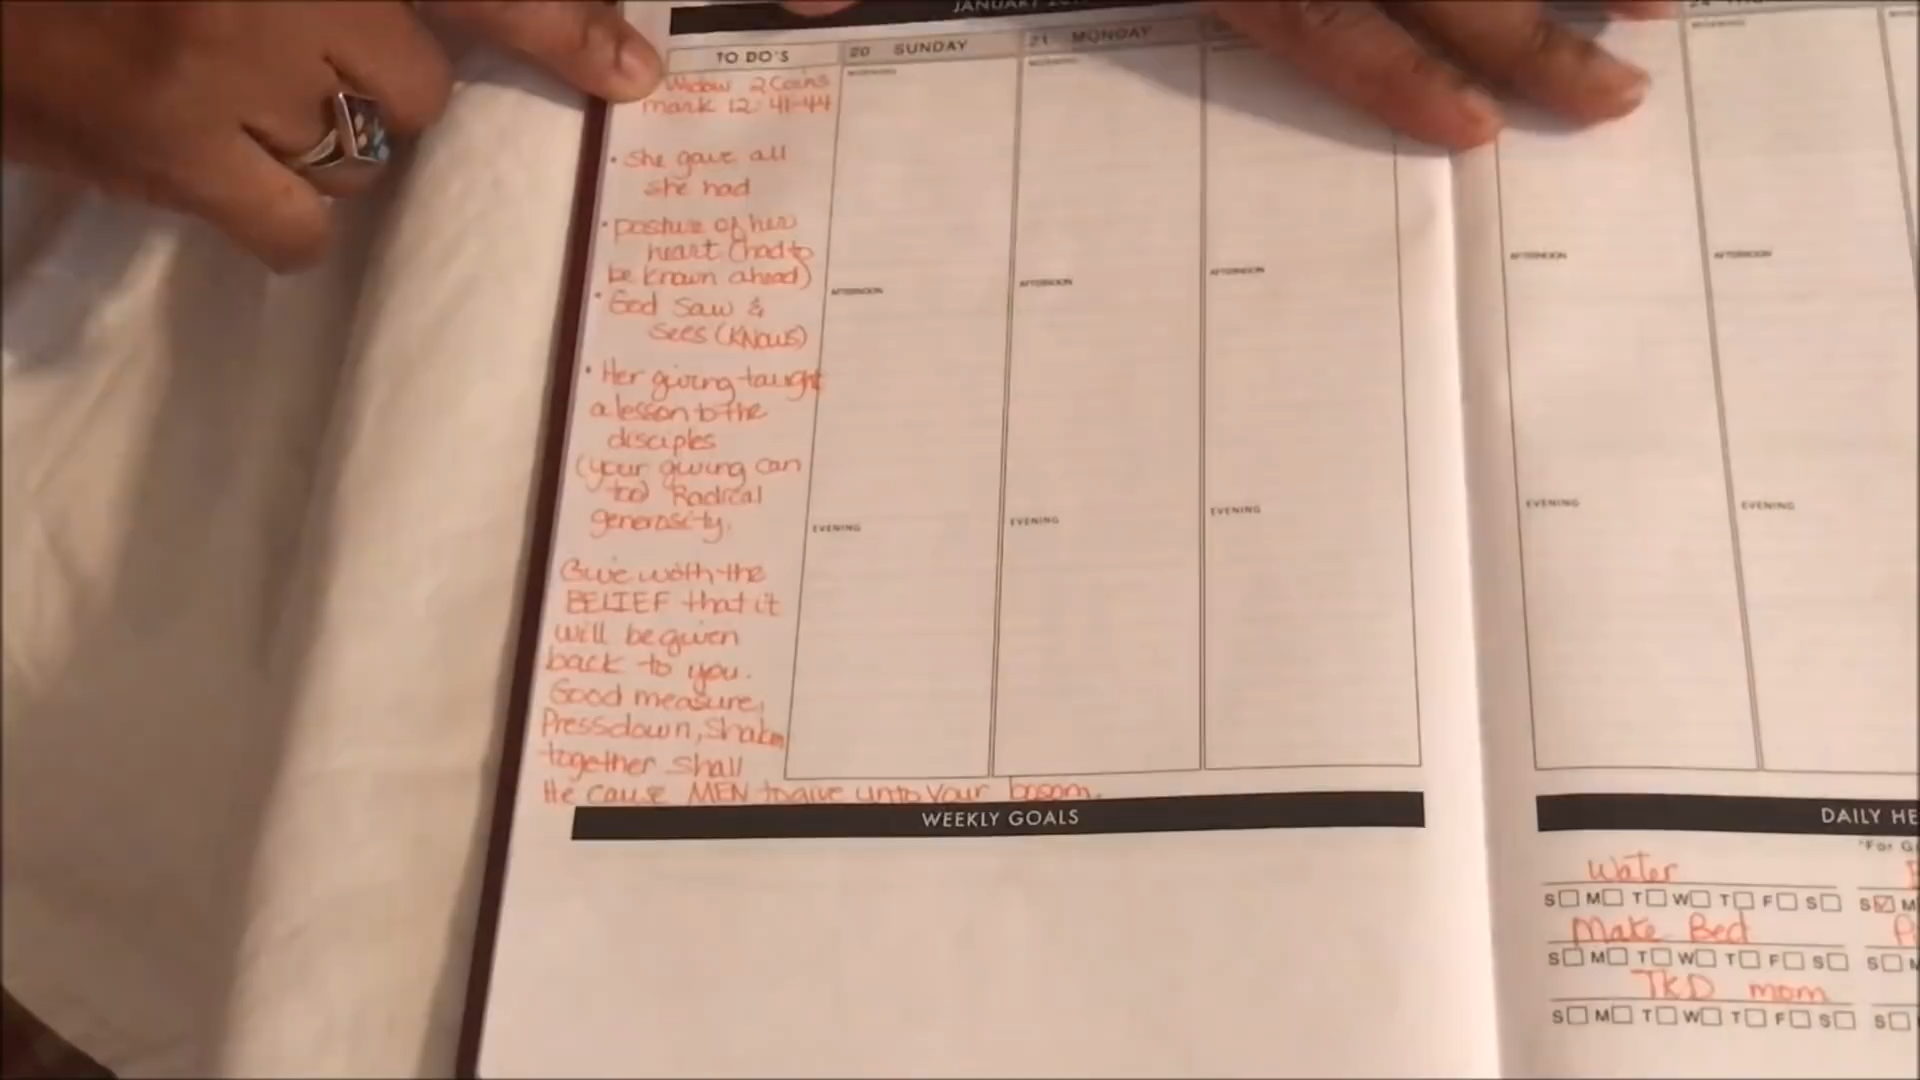 JANUARY
TO DO'S
20 SUNDAY
21 MONDAY
MORNING
MORNING
MORNING
Widow 2 Coins
mark 12:41-44
• She gave all
she had
• posture of her
heart (had to
be known ahead)
• God saw &
sees (KNOWS)
• Her giving taught
a lesson to the
disciples
(your giving can
too) Radical
generosity.
Give with the
BELIEF that it
will be given
back to you.
Good measure,
Pressdown, Shaken
together shall
He cause MEN to give unto your bosom.
AFTERNOON
AFTERNOON
AFTERNOON
AFTERNOON
AFTERNOON
EVENING
EVENING
EVENING
EVENING
EVENING
WEEKLY GOALS
DAILY HE
*For G
Water
S M T W T F S
S M
Make Bed
S M T W T F S
S M
TKD mom
S M T W T F S
S